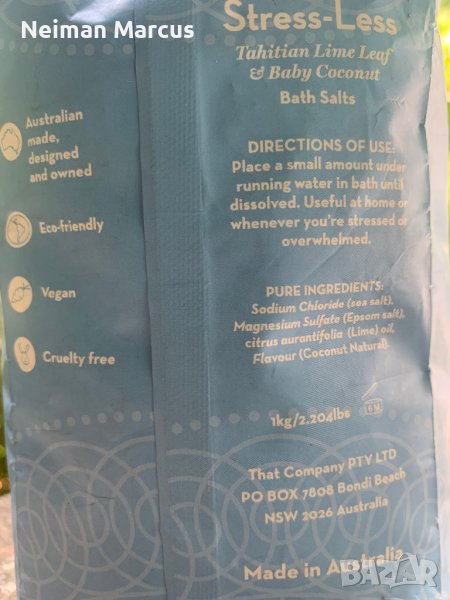 Neiman Marcus
Stress-Less
Tahitian Lime Leaf
& Baby Coconut
Bath Salts
Australian
made,
designed
and owned
Eco-friendly
Vegan
Cruelty free
DIRECTIONS OF USE:
Place a small amount under
running water in bath until
dissolved. Useful at home or
whenever you're stressed or
overwhelmed.
PURE INGREDIENTS:
Sodium Chloride (sea salt),
Magnesium Sulfate (Epsom salt),
citrus aurantifolia (Lime) oil,
Flavour (Coconut Natural).
1kg/2.204lbs
That Company PTY LTD
PO BOX 7808 Bondi Beach
NSW 2026 Australia
Made in Australia
BAZAR